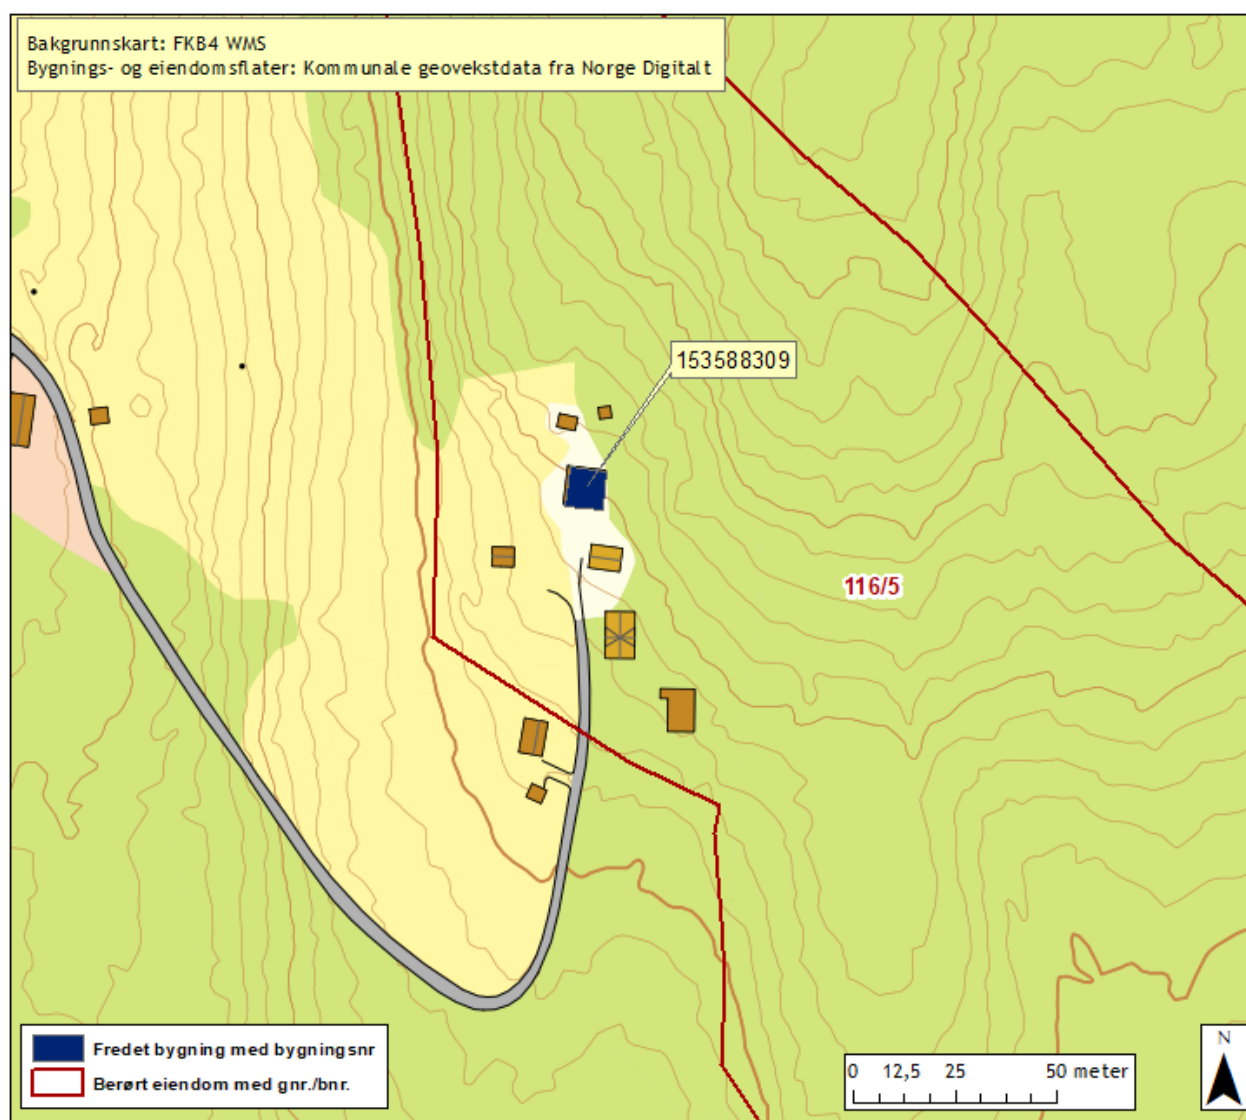 Bakgrunnskart: FKB4 WMS
Bygnings- og eiendomsflater: Kommunale geovekstdata fra Norge Digitalt
153588309
116/5
Fredet bygning med bygningsnr
Berørt eiendom med gnr./bnr.
0 12,5 25 50 meter
N